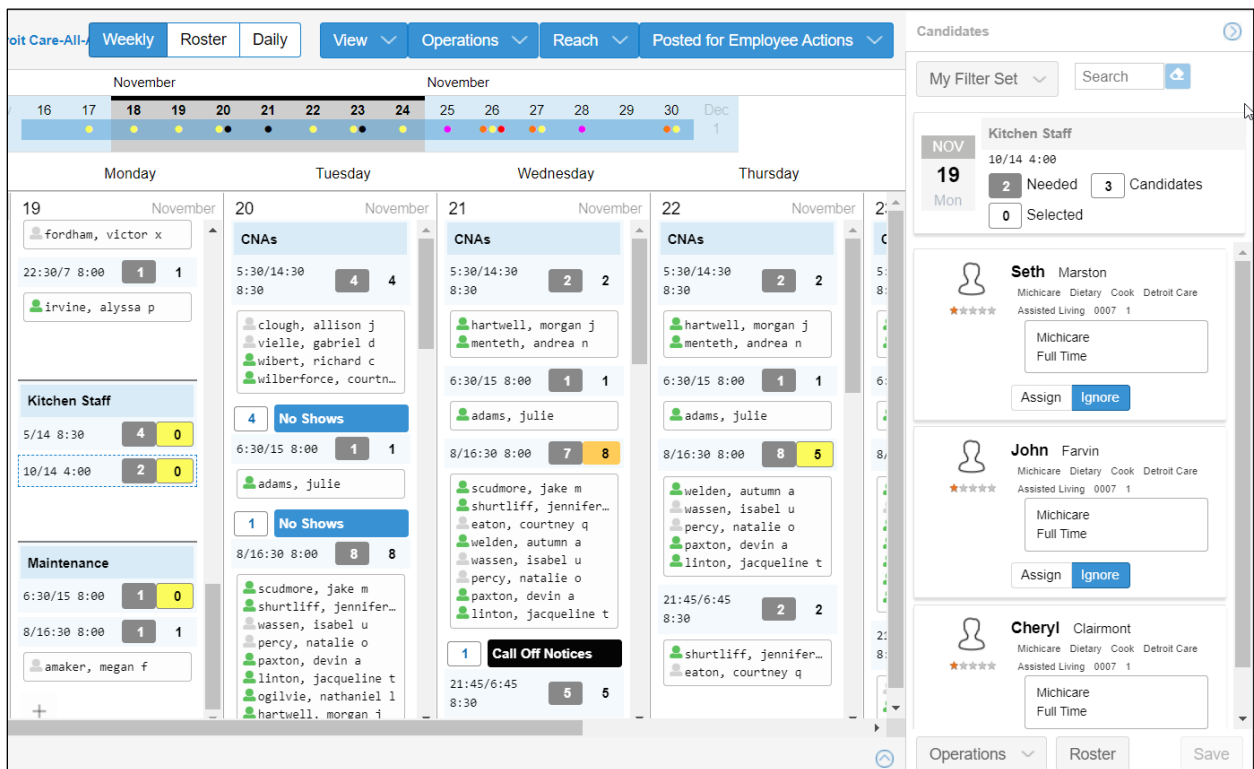 oit Care-All-A Weekly Roster Daily View Operations Reach Posted for Employee Actions
November November
16 17 18 19 20 21 22 23 24 25 26 27 28 29 30 Dec 1
Monday Tuesday Wednesday Thursday
19 November
fordham, victor x
22:30/7 8:00 1 1
irvine, alyssa p
Kitchen Staff
5/14 8:30 4 0
10/14 4:00 2 0
Maintenance
6:30/15 8:00 1 0
8/16:30 8:00 1 1
amaker, megan f
+
20 November
CNAs
5:30/14:30
8:30 4 4
clough, allison j
vielle, gabriel d
wibert, richard c
wilberforce, courtn…
4 No Shows
6:30/15 8:00 1 1
adams, julie
1 No Shows
8/16:30 8:00 8 8
scudmore, jake m
shurtliff, jennifer…
wassen, isabel u
percy, natalie o
paxton, devin a
linton, jacqueline t
ogilvie, nathaniel l
hartwell, morgan j
21 November
CNAs
5:30/14:30
8:30 2 2
hartwell, morgan j
menteth, andrea n
6:30/15 8:00 1 1
adams, julie
8/16:30 8:00 7 8
scudmore, jake m
shurtliff, jennifer…
eaton, courtney q
welden, autumn a
wassen, isabel u
percy, natalie o
paxton, devin a
linton, jacqueline t
1 Call Off Notices
21:45/6:45
8:30 5 5
22 November
CNAs
5:30/14:30
8:30 2 2
hartwell, morgan j
menteth, andrea n
6:30/15 8:00 1 1
adams, julie
8/16:30 8:00 8 5
welden, autumn a
wassen, isabel u
percy, natalie o
paxton, devin a
linton, jacqueline t
21:45/6:45
8:30 2 2
shurtliff, jennifer…
eaton, courtney q
Candidates
My Filter Set Search
NOV
19
Mon
Kitchen Staff
10/14 4:00
2 Needed 3 Candidates
0 Selected
Seth Marston
Michicare Dietary Cook Detroit Care
Assisted Living 0007 1
Michicare
Full Time
Assign Ignore
John Farvin
Michicare Dietary Cook Detroit Care
Assisted Living 0007 1
Michicare
Full Time
Assign Ignore
Cheryl Clairmont
Michicare Dietary Cook Detroit Care
Assisted Living 0007 1
Michicare
Full Time
Operations Roster Save